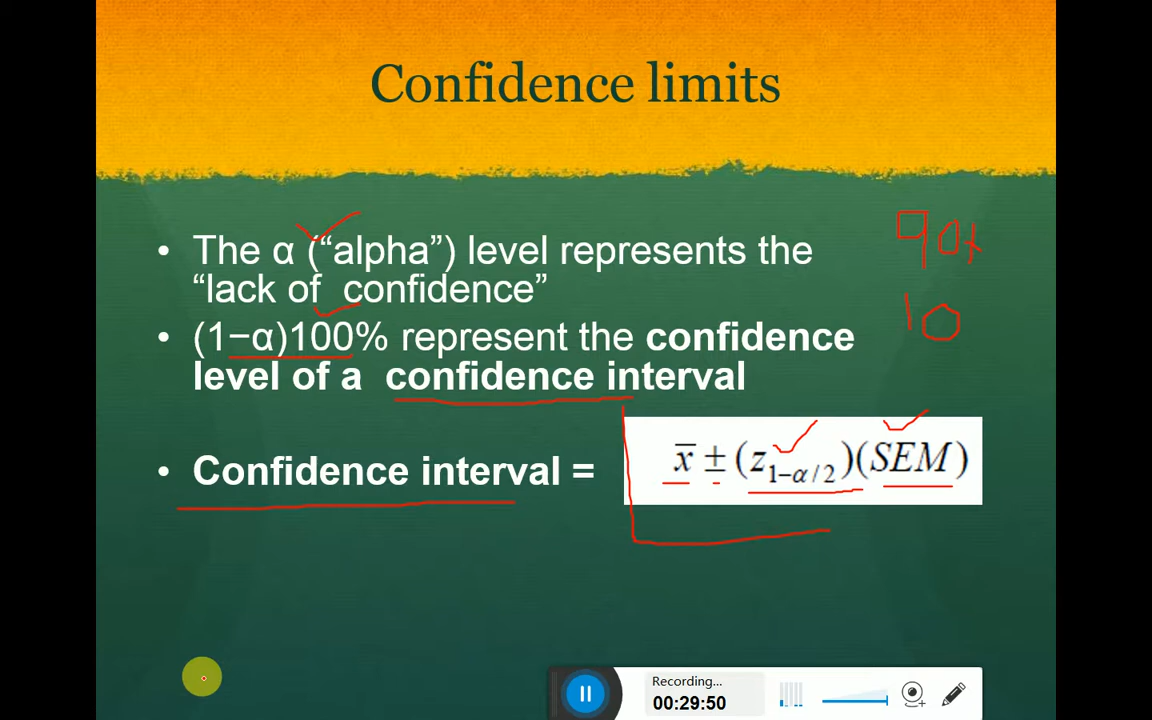 Confidence limits
• The α (“alpha”) level represents the
“lack of confidence”
• (1−α)100% represent the confidence
level of a confidence interval
• Confidence interval =
x̄ ± (z₁₋α/₂)(SEM)
90%
10
Recording...
00:29:50